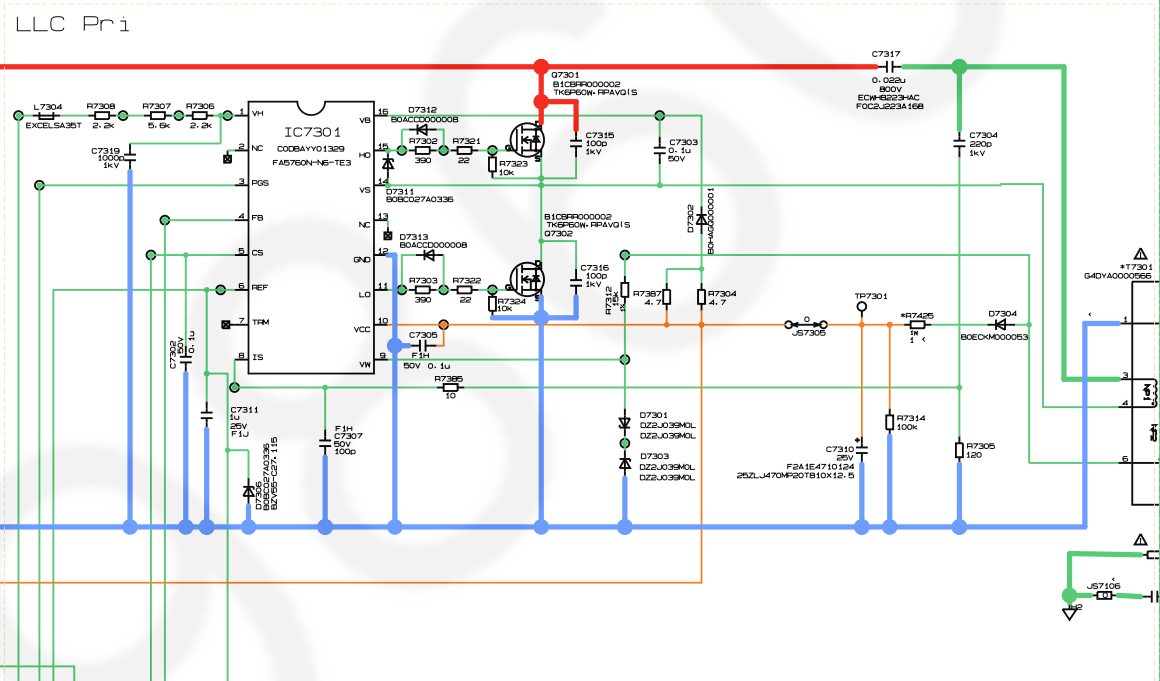 LLC Pri
C7317
0.022u
800V
ECWHB223HAC
F0C2J223A168
Q7301
B1CBRR000002
TK6P60W.RPAVQ(S
L7304
EXCELSA35T
R7308
2.2k
R7307
5.6k
R7306
2.2k
1
VH
IC7301
C0DBAYY01329
FA5760N-N6-TE3
16
VB
D7312
B0ACCD000008
R7302
390
R7321
22
C7315
100p
1kV
C7303
0.1u
50V
C7304
220p
1kV
C7319
1000p
1kV
2
NC
HO
15
R7323
10k
3
PGS
VS
14
D7311
B0BC027A0336
D7302
B0HAGQ000001
4
FB
NC
13
B1CBRR000002
TK6P60W.RPAVQ(S
Q7302
D7313
B0ACCD000008
5
CS
GND
12
*T7301
G4DYA0000566
C7316
100p
1kV
6
REF
LO
11
R7303
390
R7322
22
R7324
10k
R7312
15k
1%
R7387
4.7
R7304
4.7
TP7301
7
TRM
VCC
10
JS7305
*R7425
1W
1 <
D7304
B0ECKM000053
<
1
C7302
50V
0.1u
C7305
F1H
50V 0.1u
8
IS
VW
9
R7385
10
3
NP1
4
C7311
1u
25V
F1J
F1H
C7307
50V
100p
D7301
DZ2J039M0L
DZ2J039M0L
D7303
DZ2J039M0L
DZ2J039M0L
R7314
100k
C7310
25V
+
F2A1E4710124
25ZLJ470MP20T810X12.5
R7305
120
6
D7306
B0BC027A0336
BZV55-C27.115
<
JS7106